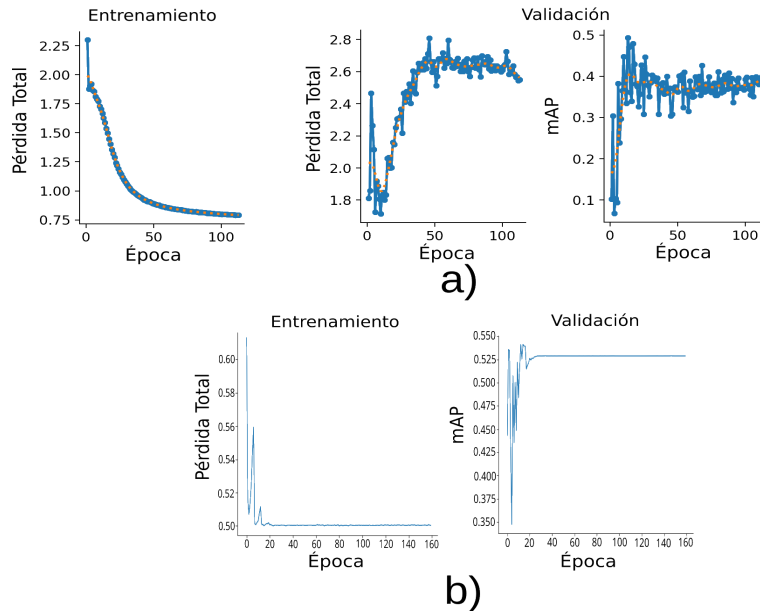 Entrenamiento
Validación
Pérdida Total
2.25
2.00
1.75
1.50
1.25
1.00
0.75
0
50
100
Época
Pérdida Total
2.8
2.6
2.4
2.2
2.0
1.8
0
50
100
Época
mAP
0.5
0.4
0.3
0.2
0.1
0
50
100
Época
a)
Entrenamiento
Validación
Pérdida Total
0.60
0.58
0.56
0.54
0.52
0.50
0 20 40 60 80 100 120 140 160
Época
mAP
0.550
0.525
0.500
0.475
0.450
0.425
0.400
0.375
0.350
0 20 40 60 80 100 120 140 160
Época
b)